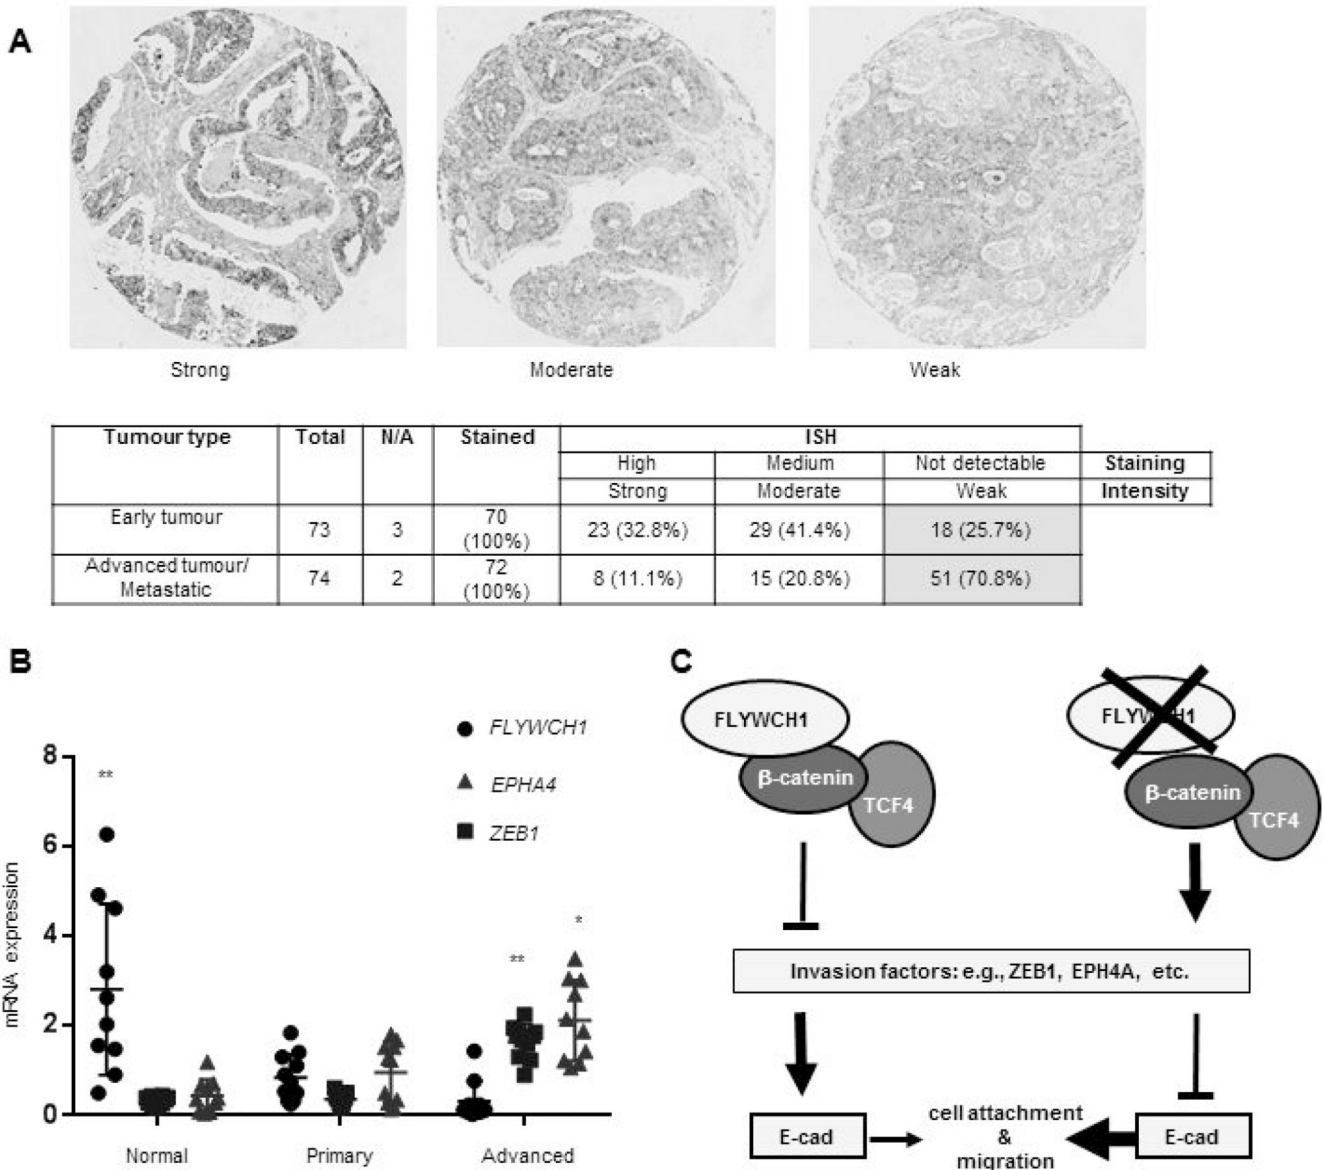 A
Strong
Moderate
Weak
Tumour type Total N/A Stained ISH
High Medium Not detectable Staining
Strong Moderate Weak Intensity
Early tumour 73 3 70 (100%) 23 (32.8%) 29 (41.4%) 18 (25.7%)
Advanced tumour/ Metastatic 74 2 72 (100%) 8 (11.1%) 15 (20.8%) 51 (70.8%)
B
mRNA expression
8
6
4
2
0
**
FLYWCH1
EPHA4
ZEB1
**
*
Normal
Primary
Advanced
C
FLYWCH1
β-catenin
TCF4
FLYWCH1
β-catenin
TCF4
Invasion factors: e.g., ZEB1, EPH4A, etc.
E-cad
cell attachment
&
migration
E-cad